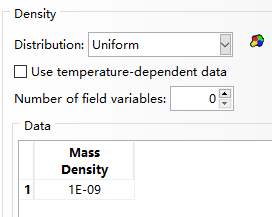 Density
Distribution: Uniform
Use temperature-dependent data
Number of field variables: 0
Data
Mass
Density
1 1E-09